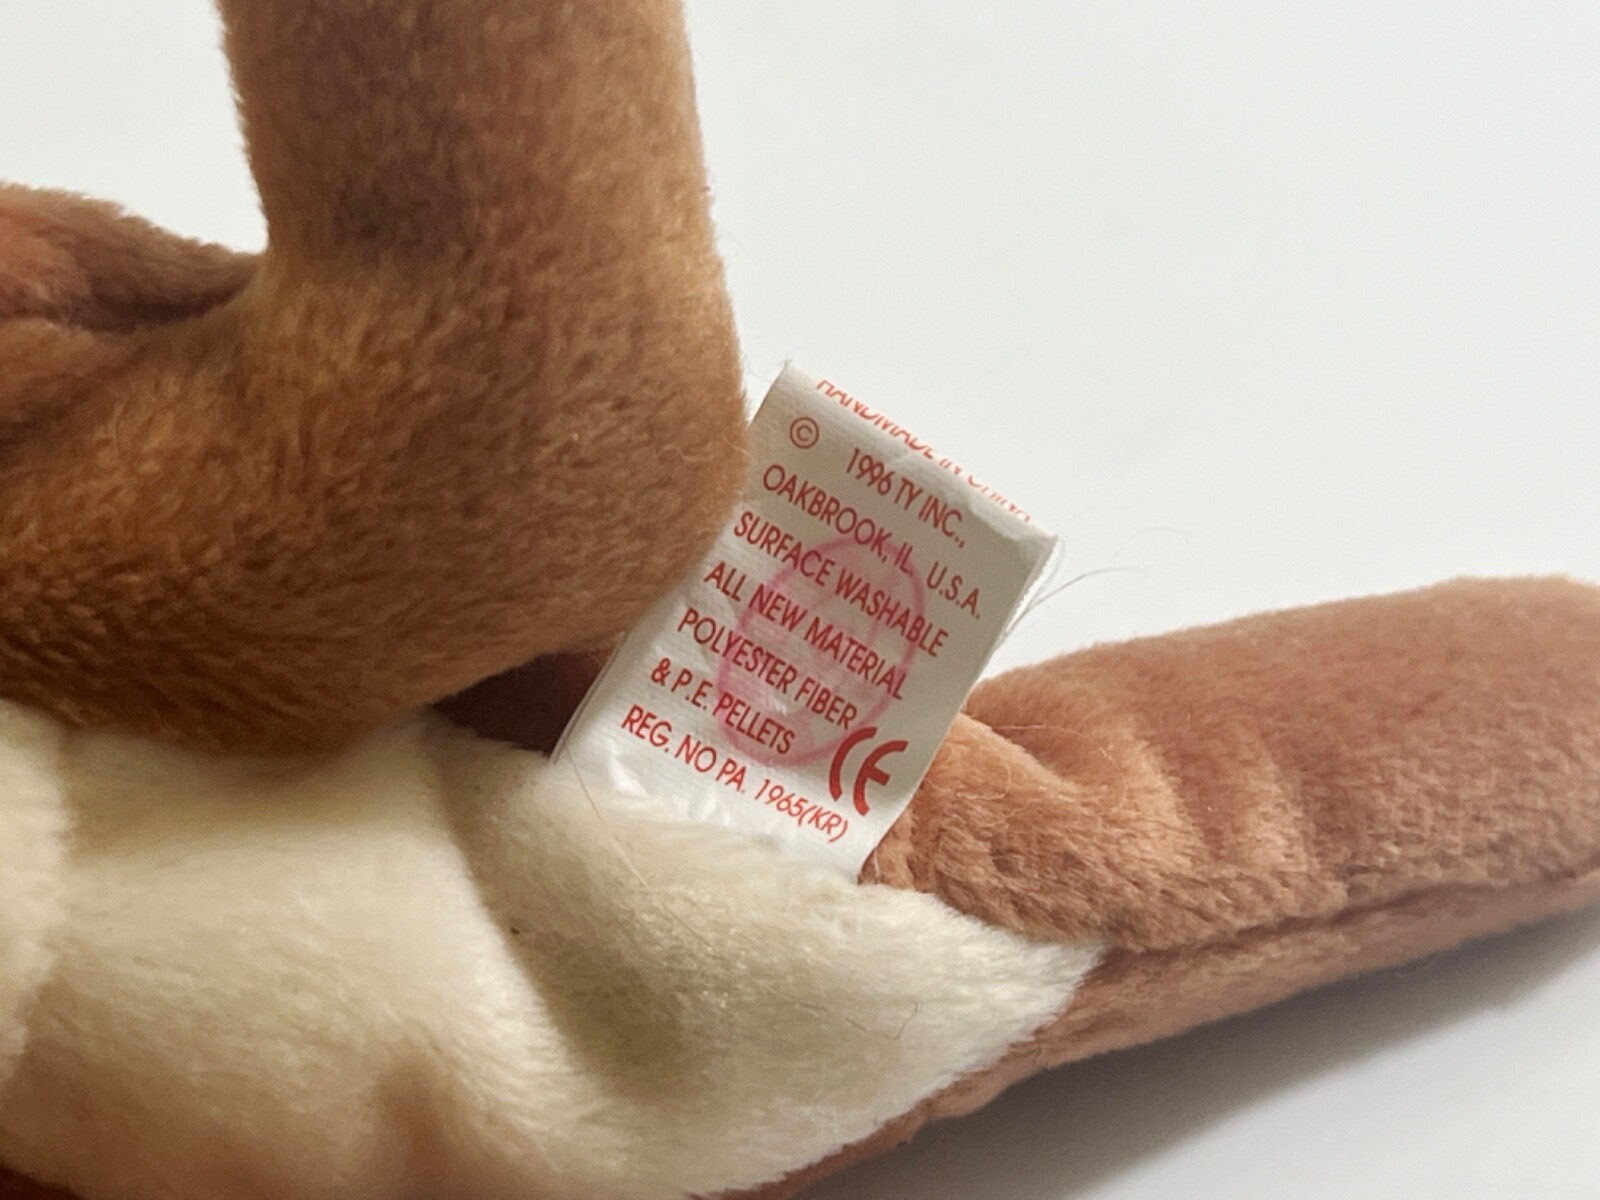 HANDMADE IN CHINA
© 1996 TY INC.,
OAKBROOK, IL. U.S.A.
SURFACE WASHABLE
ALL NEW MATERIAL
POLYESTER FIBER
& P.E. PELLETS CE
REG. NO PA. 1965(KR)